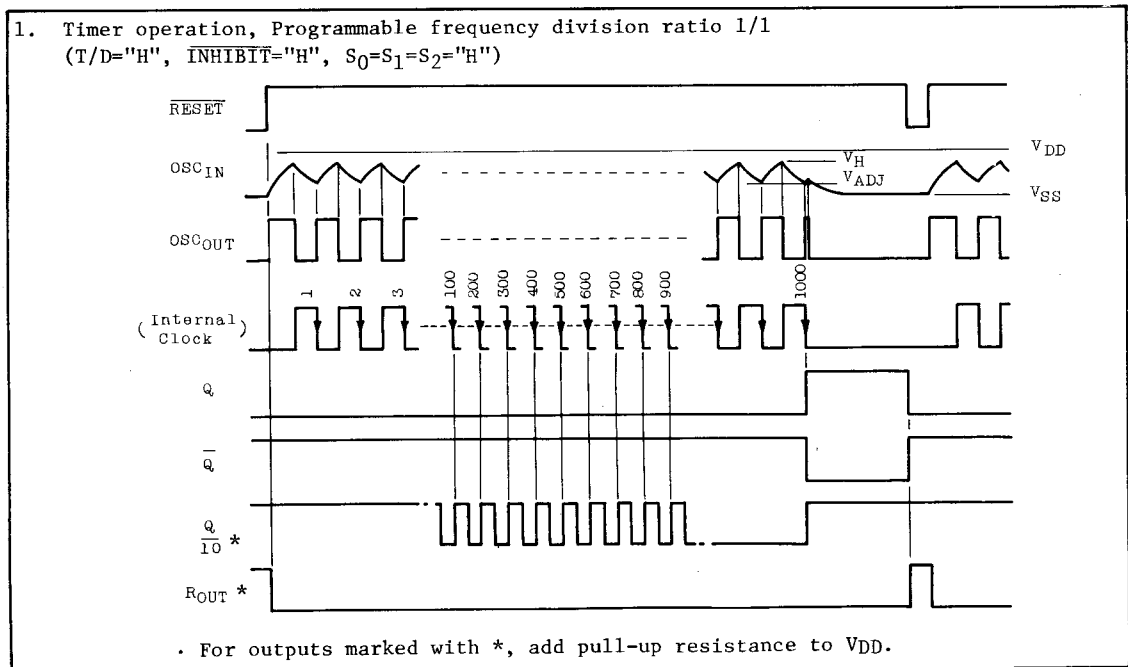 1. Timer operation, Programmable frequency division ratio 1/1
(T/D="H", INHIBIT="H", S0=S1=S2="H")
RESET
VDD
OSCIN
VH
VADJ
VSS
OSCOUT
1 2 3 100 200 300 400 500 600 700 800 900 1000
(Internal Clock)
Q
Q
Q/10 *
ROUT *
· For outputs marked with *, add pull-up resistance to VDD.